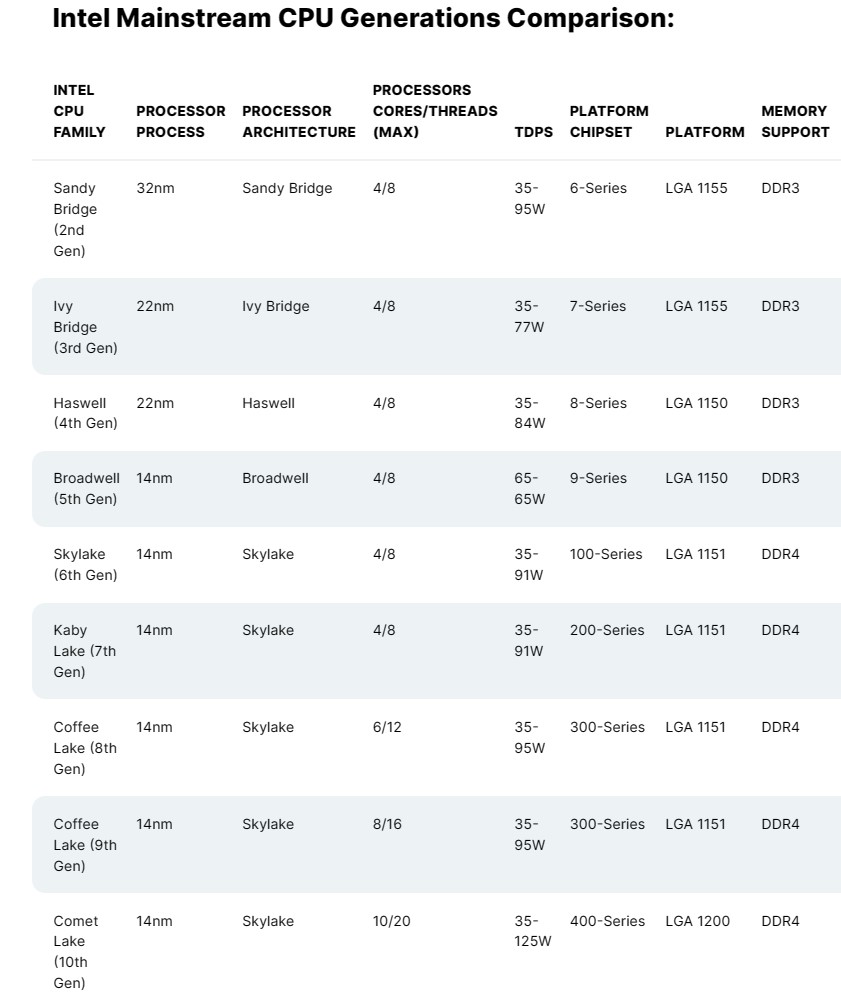 Intel Mainstream CPU Generations Comparison:
INTEL CPU FAMILY | PROCESSOR PROCESS | PROCESSOR ARCHITECTURE | PROCESSORS CORES/THREADS (MAX) | TDPS | PLATFORM CHIPSET | PLATFORM | MEMORY SUPPORT
Sandy Bridge (2nd Gen) | 32nm | Sandy Bridge | 4/8 | 35-95W | 6-Series | LGA 1155 | DDR3
Ivy Bridge (3rd Gen) | 22nm | Ivy Bridge | 4/8 | 35-77W | 7-Series | LGA 1155 | DDR3
Haswell (4th Gen) | 22nm | Haswell | 4/8 | 35-84W | 8-Series | LGA 1150 | DDR3
Broadwell (5th Gen) | 14nm | Broadwell | 4/8 | 65-65W | 9-Series | LGA 1150 | DDR3
Skylake (6th Gen) | 14nm | Skylake | 4/8 | 35-91W | 100-Series | LGA 1151 | DDR4
Kaby Lake (7th Gen) | 14nm | Skylake | 4/8 | 35-91W | 200-Series | LGA 1151 | DDR4
Coffee Lake (8th Gen) | 14nm | Skylake | 6/12 | 35-95W | 300-Series | LGA 1151 | DDR4
Coffee Lake (9th Gen) | 14nm | Skylake | 8/16 | 35-95W | 300-Series | LGA 1151 | DDR4
Comet Lake (10th Gen) | 14nm | Skylake | 10/20 | 35-125W | 400-Series | LGA 1200 | DDR4